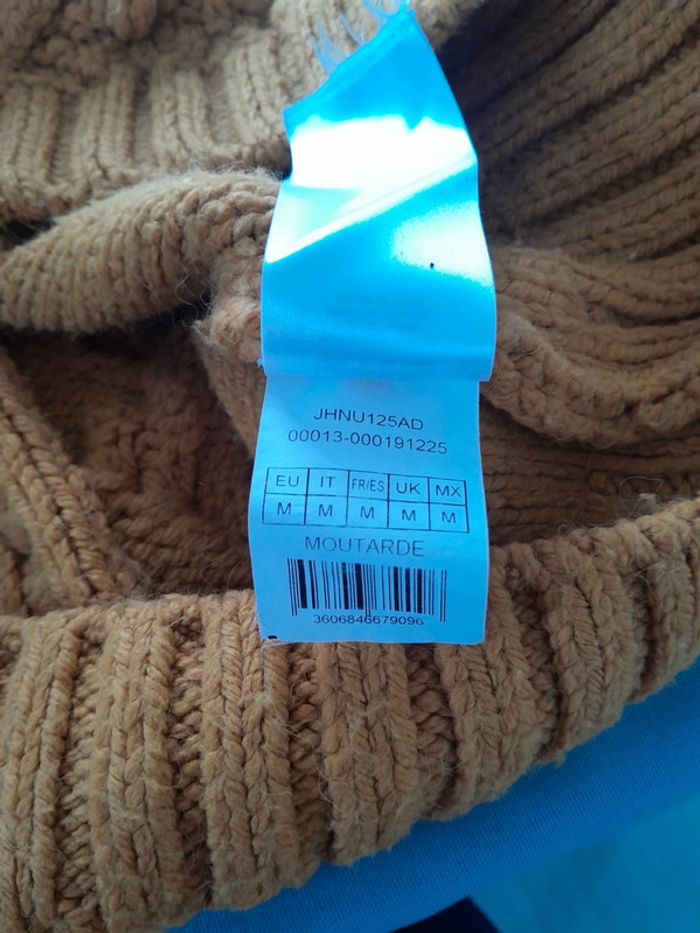 JHNU125AD
00013-000191225
EU IT FR/ES UK MX
M M M M M
MOUTARDE
3606846679096